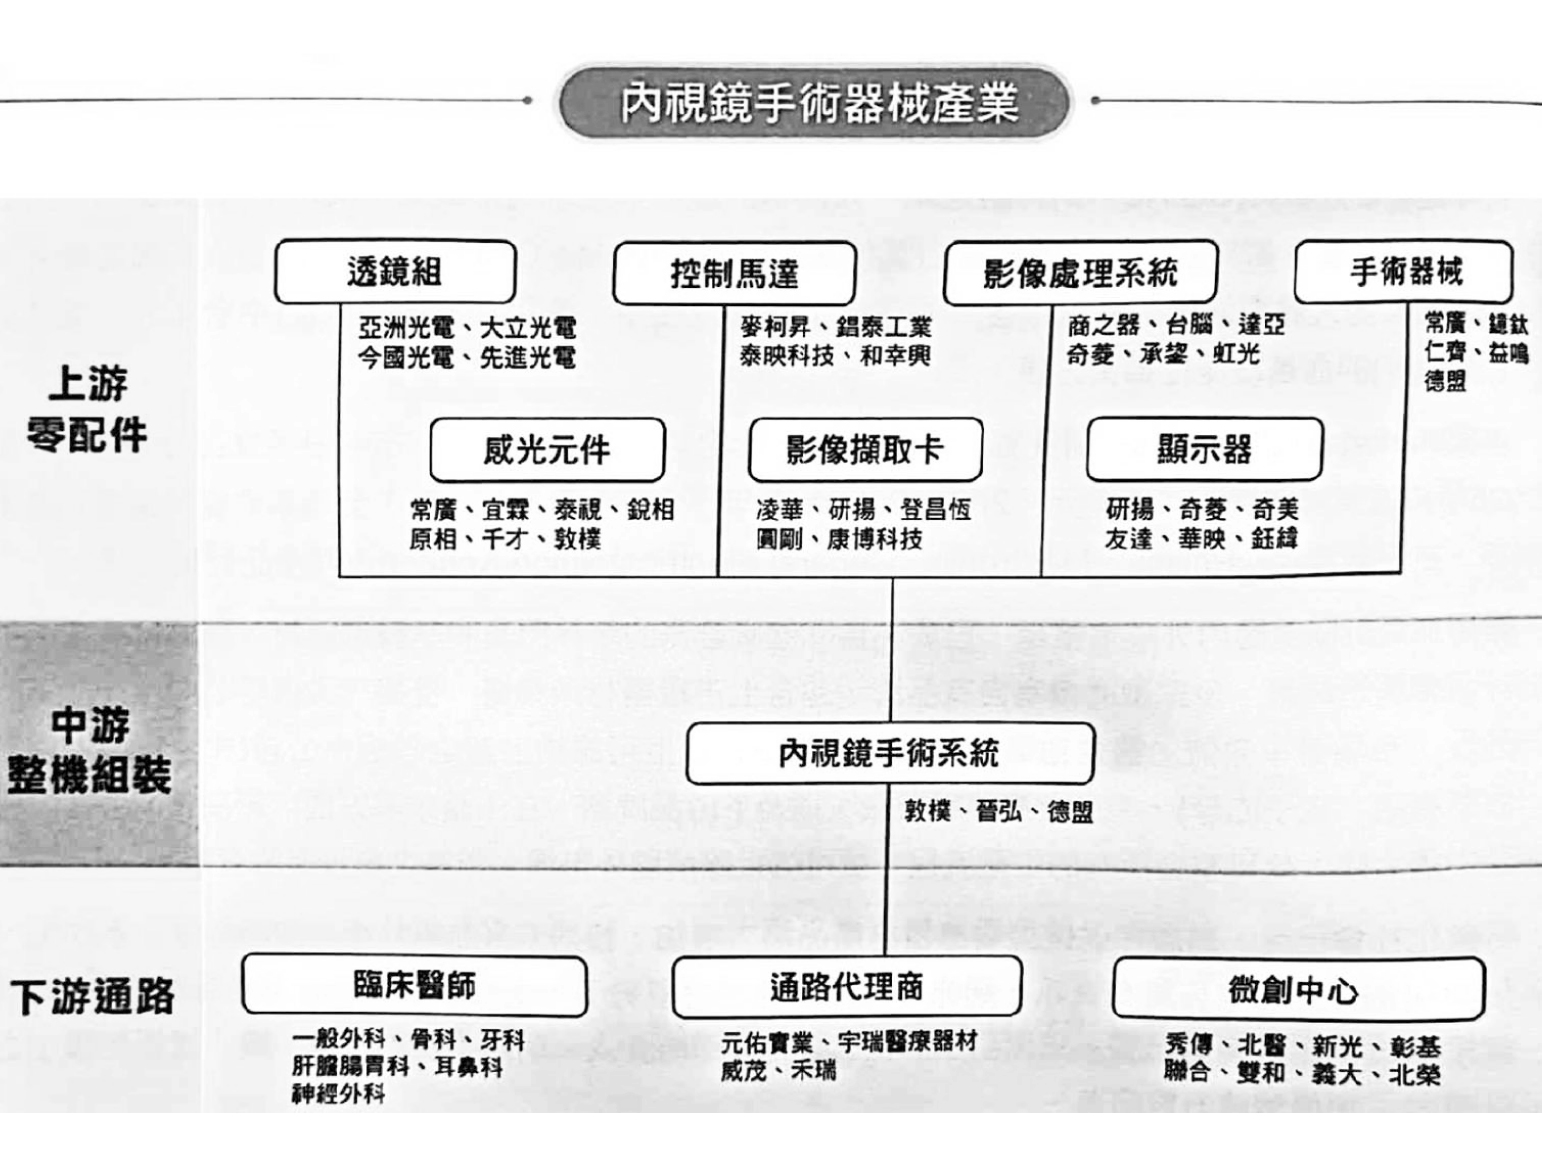 內視鏡手術器械產業
上游
零配件
透鏡組
亞洲光電、大立光電
今國光電、先進光電
控制馬達
麥柯昇、錩泰工業
泰映科技、和幸興
影像處理系統
商之器、台腦、達亞
奇菱、承鋆、虹光
手術器械
常廣、鐿鈦
仁齊、益鳴
德盟
威光元件
常廣、宜霖、泰視、銳相
原相、千才、敦樸
影像擷取卡
凌華、研揚、登昌恆
圓剛、康博科技
顯示器
研揚、奇菱、奇美
友達、華映、鈺緯
中游
整機組裝
內視鏡手術系統
敦樸、晉弘、德盟
下游通路
臨床醫師
一般外科、骨科、牙科
肝膽腸胃科、耳鼻科
神經外科
通路代理商
元佑實業、宇瑞醫療器材
威茂、禾瑞
微創中心
秀傳、北醫、新光、彰基
聯合、雙和、義大、北榮